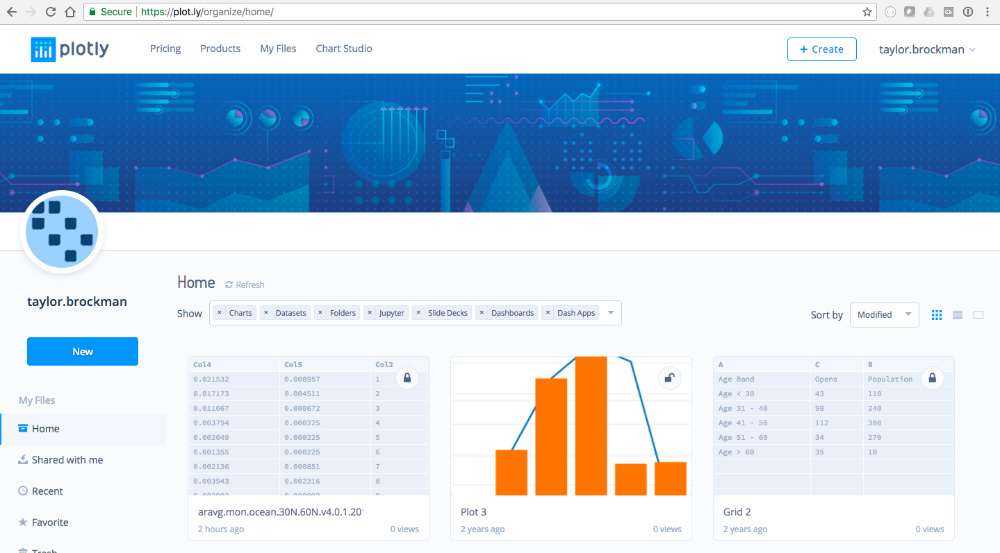 Secure https://plot.ly/organize/home/
plotly Pricing Products My Files Chart Studio + Create taylor.brockman
taylor.brockman
New
My Files
Home
Shared with me
Recent
Favorite
Trash
Home Refresh
Show × Charts × Datasets × Folders × Jupyter × Slide Decks × Dashboards × Dash Apps
Sort by Modified
Col4 Col5 Col2
0.021532 0.008957 1
0.017173 0.004511 2
0.011067 0.000672 3
0.003794 0.000225 4
0.002049 0.000225 5
0.001355 0.000225 6
0.002136 0.000851 7
0.003943 0.002316 8
aravg.mon.ocean.30N.60N.v4.0.1.20
2 hours ago 0 views
Plot 3
2 years ago 0 views
A C B
Age Band Opens Population
Age < 30 43 110
Age 31 - 40 90 240
Age 41 - 50 112 300
Age 51 - 60 34 270
Age > 60 35 10
Grid 2
2 years ago 0 views